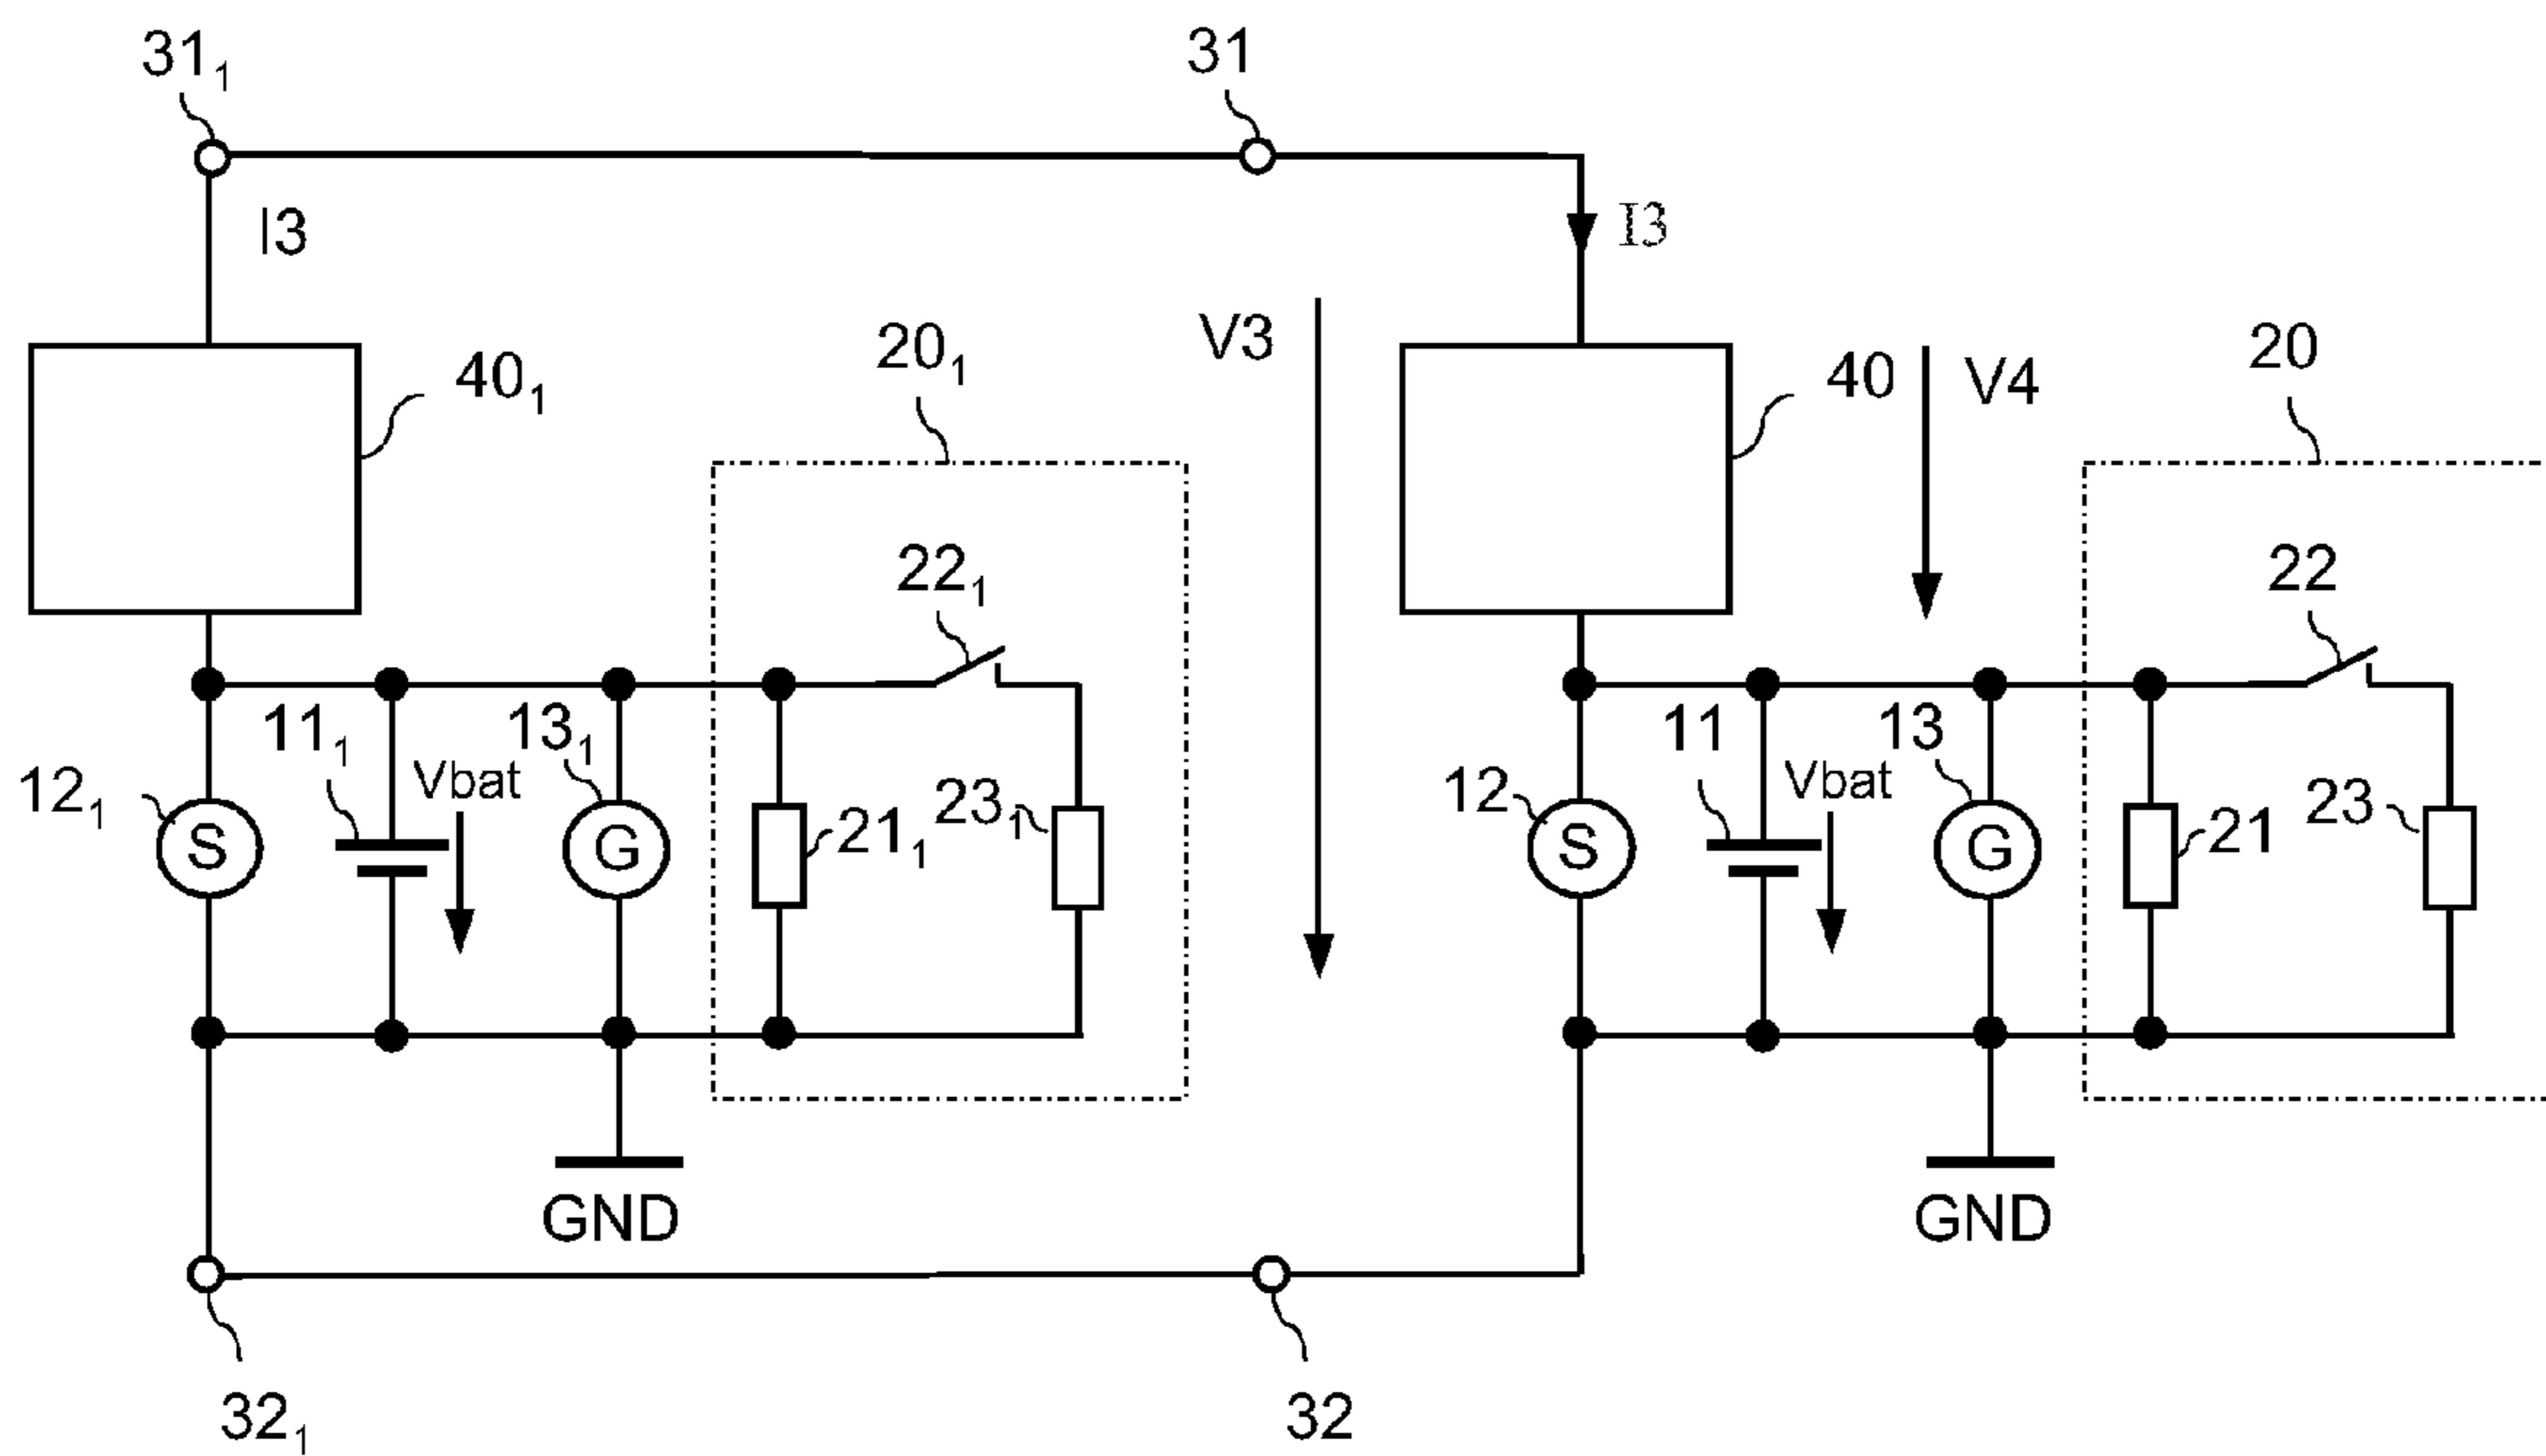 31₁ 31
I3 I3
20₁ V3 20
40₁ 40 V4
22₁ 22
11₁ 13₁ 11 13
12₁ Vbat 23₁ 12 Vbat 23
S G 21₁ S G 21
GND GND
32₁ 32